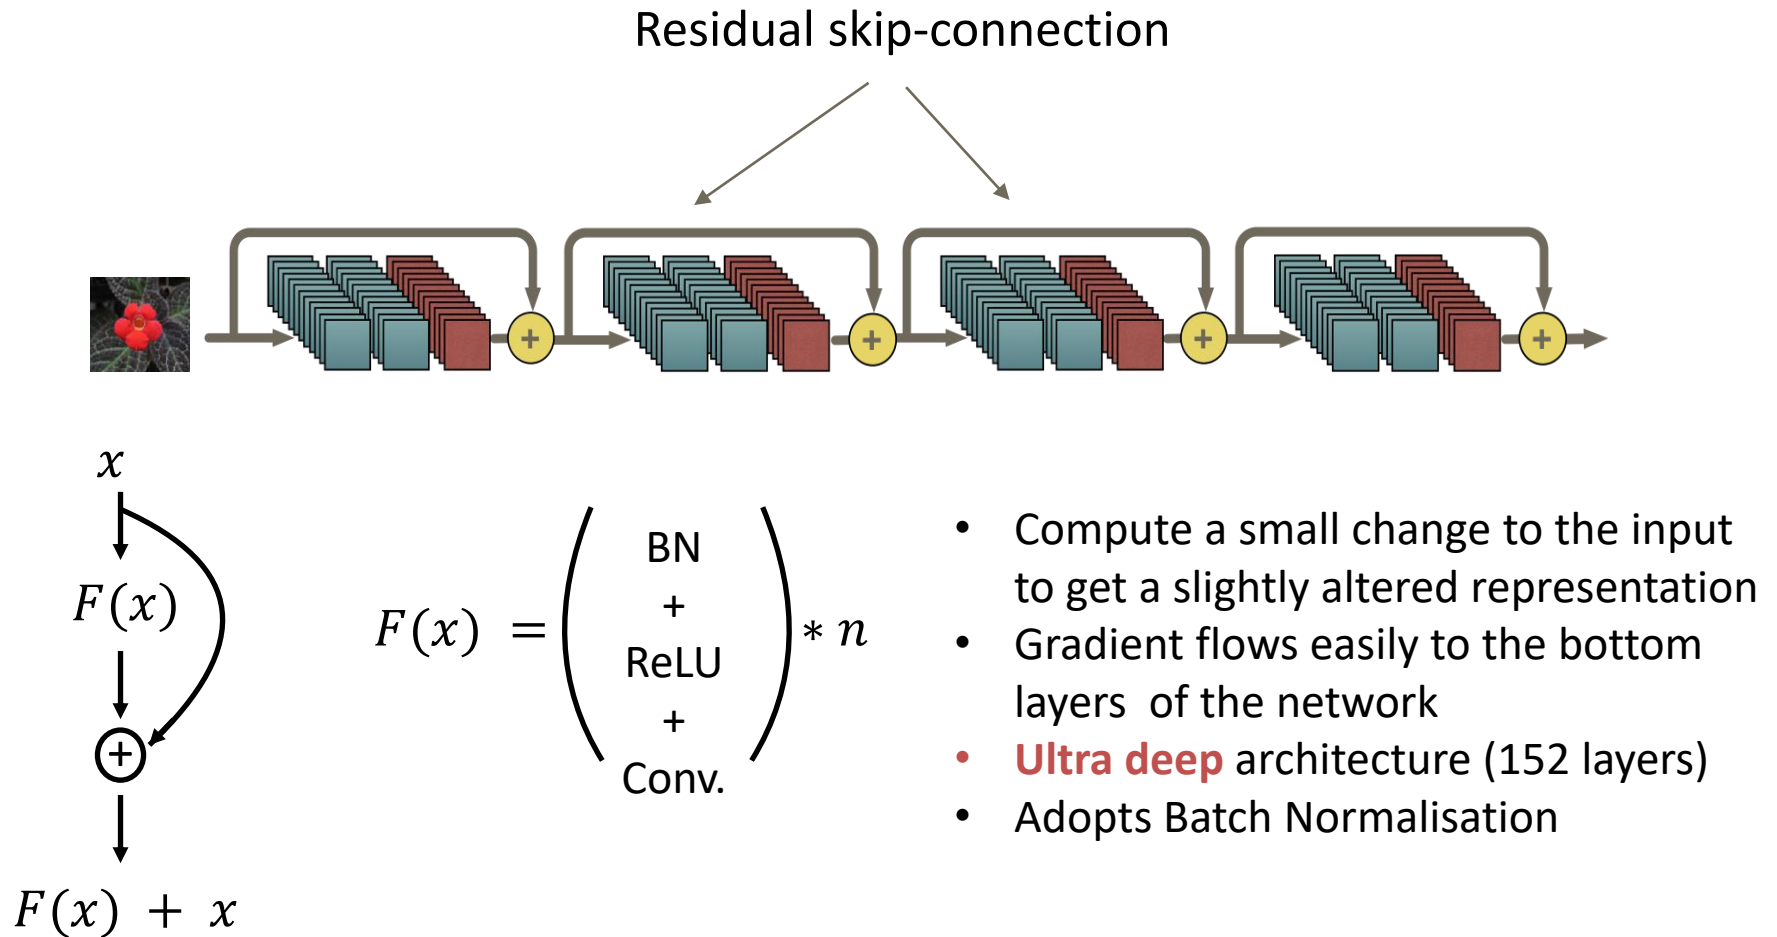 Residual skip-connection
+ + + +
x
F(x)
+
F(x) + x
F(x) = ( BN
+
ReLU
+
Conv. ) * n
• Compute a small change to the input
to get a slightly altered representation
• Gradient flows easily to the bottom
layers of the network
• Ultra deep architecture (152 layers)
• Adopts Batch Normalisation